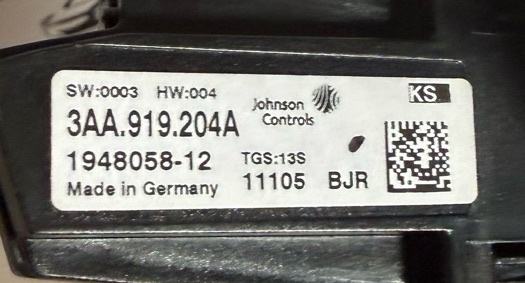 SW:0003 HW:004
Johnson
Controls
KS
3AA.919.204A
1948058-12
TGS:13S
Made in Germany
11105 BJR